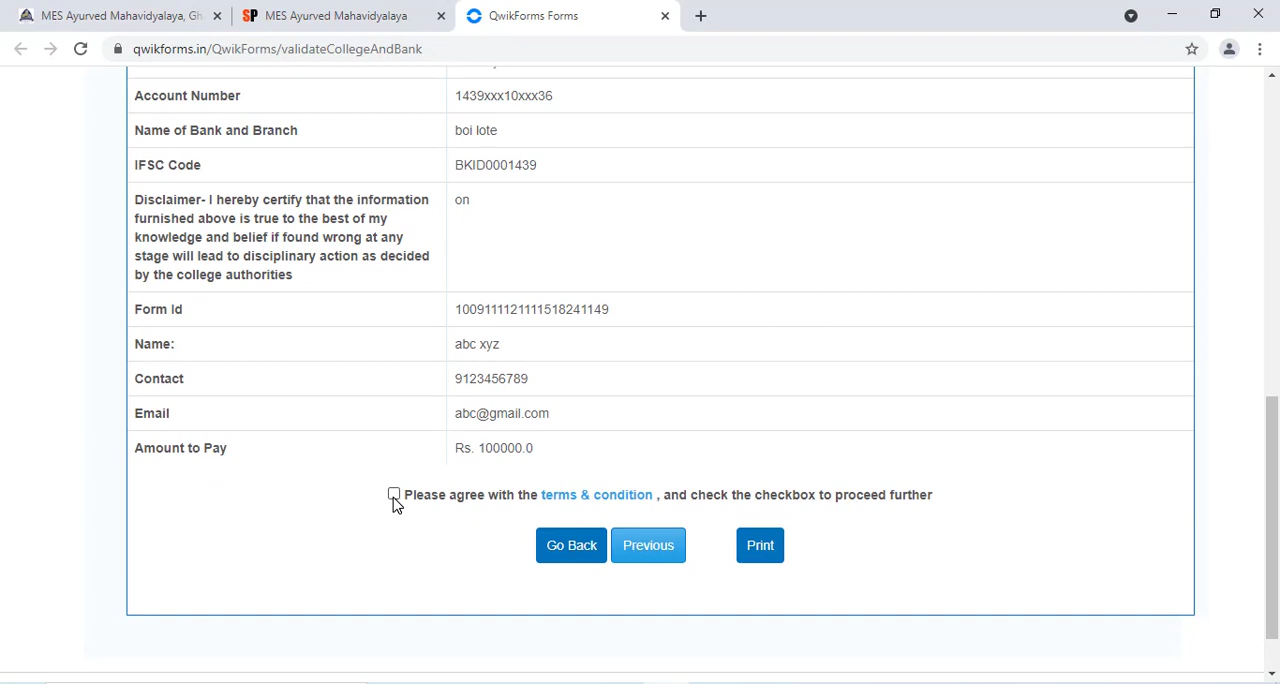 MES Ayurved Mahavidyalaya, Gh
MES Ayurved Mahavidyalaya
QwikForms Forms
qwikforms.in/QwikForms/validateCollegeAndBank
Account Number 1439xxx10xxx36
Name of Bank and Branch boi lote
IFSC Code BKID0001439
Disclaimer- I hereby certify that the information on
furnished above is true to the best of my
knowledge and belief if found wrong at any
stage will lead to disciplinary action as decided
by the college authorities
Form Id 1009111121111518241149
Name: abc xyz
Contact 9123456789
Email abc@gmail.com
Amount to Pay Rs. 100000.0
Please agree with the terms & condition , and check the checkbox to proceed further
Go Back Previous Print